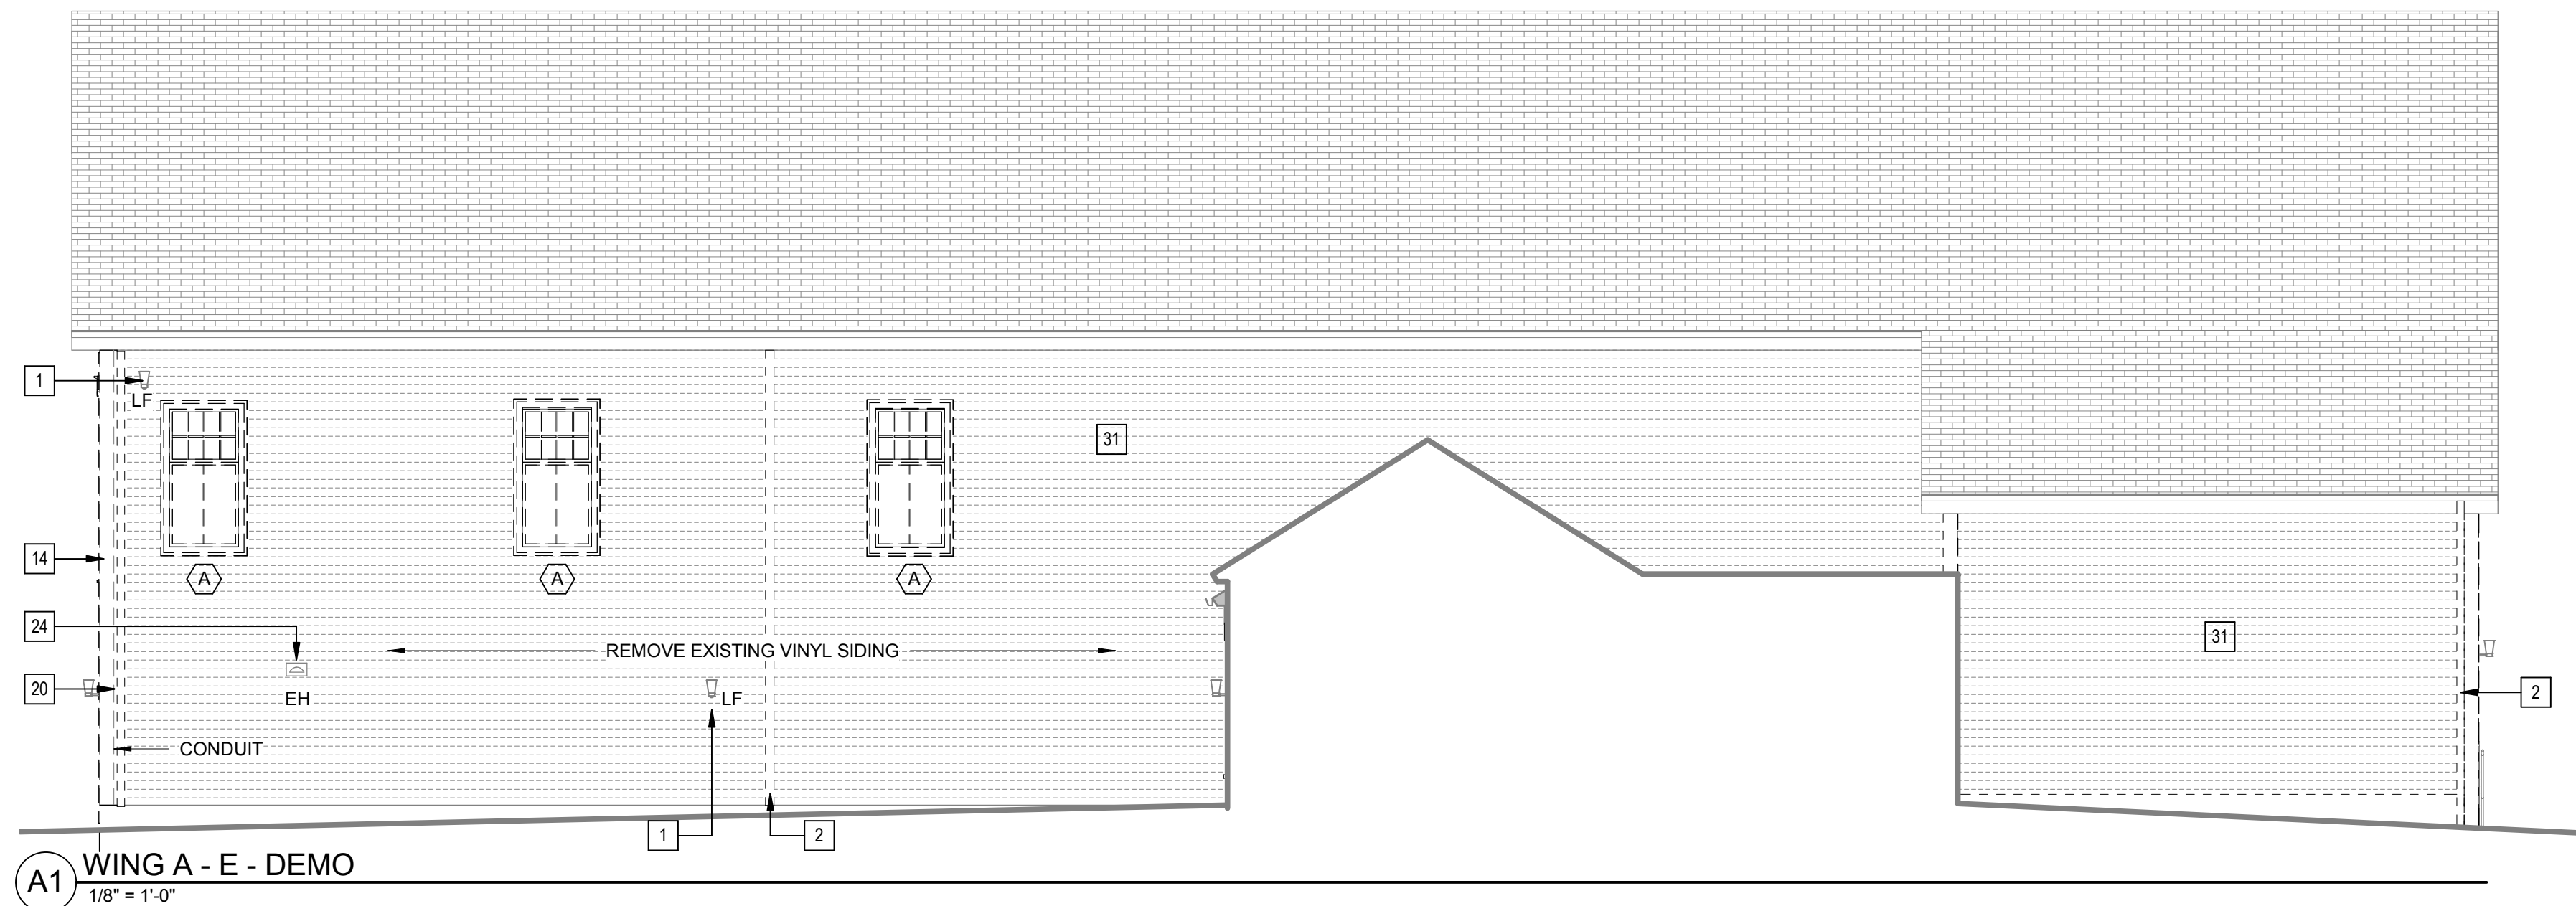 1
LF
31
14
A
A
A
24
REMOVE EXISTING VINYL SIDING
31
20
EH
LF
2
CONDUIT
1
2
A1
WING A - E - DEMO
1/8" = 1'-0"